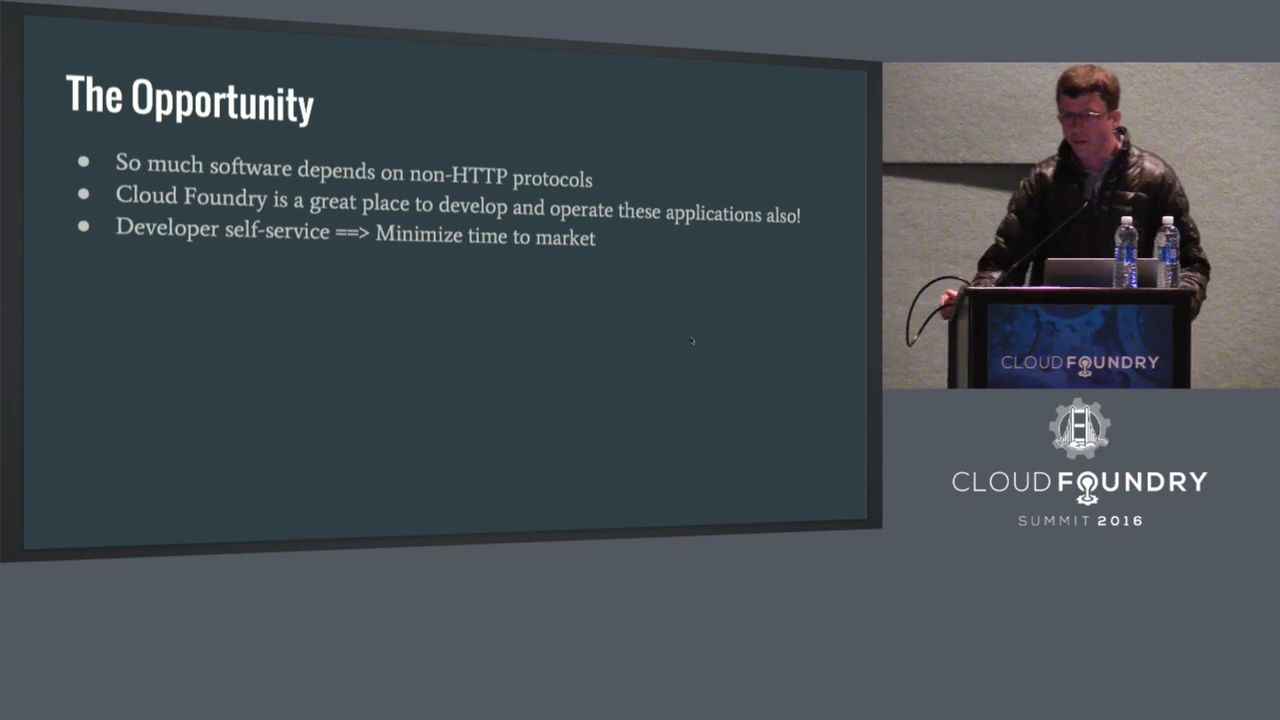 The Opportunity
● So much software depends on non-HTTP protocols
● Cloud Foundry is a great place to develop and operate these applications also!
● Developer self-service ==> Minimize time to market
CLOUD FOUNDRY
CLOUD FOUNDRY
SUMMIT 2016